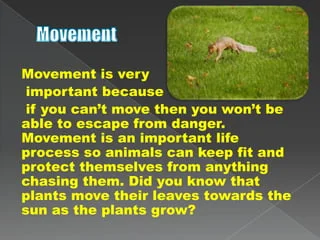 Movement
Movement is very
important because
if you can’t move then you won’t be
able to escape from danger.
Movement is an important life
process so animals can keep fit and
protect themselves from anything
chasing them. Did you know that
plants move their leaves towards the
sun as the plants grow?